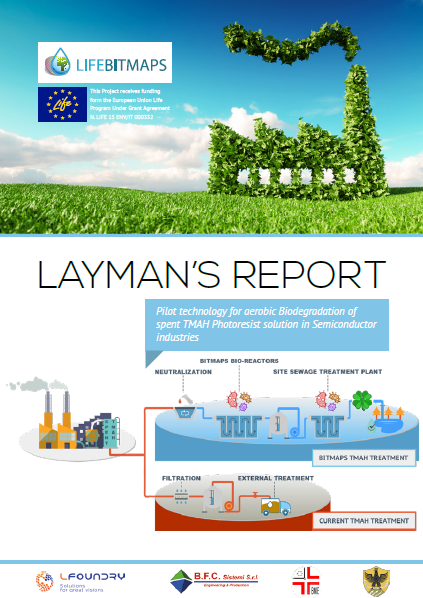 LIFEBITMAPS
Life
This Project receives funding
form the European Union Life
Program Under Grant Agreement
N. LIFE 15 ENV/IT 000332
LAYMAN'S REPORT
Pilot technology for aerobic Biodegradation of
spent TMAH Photoresist solution in Semiconductor
industries
BITMAPS BIO-REACTORS
NEUTRALIZATION
SITE SEWAGE TREATMENT PLANT
BITMAPS TMAH TREATMENT
FILTRATION
EXTERNAL TREATMENT
CURRENT TMAH TREATMENT
LFOUNDRY
Solutions
for great visions
B.F.C. Sistemi S.r.l.
Engineering & Production
BME